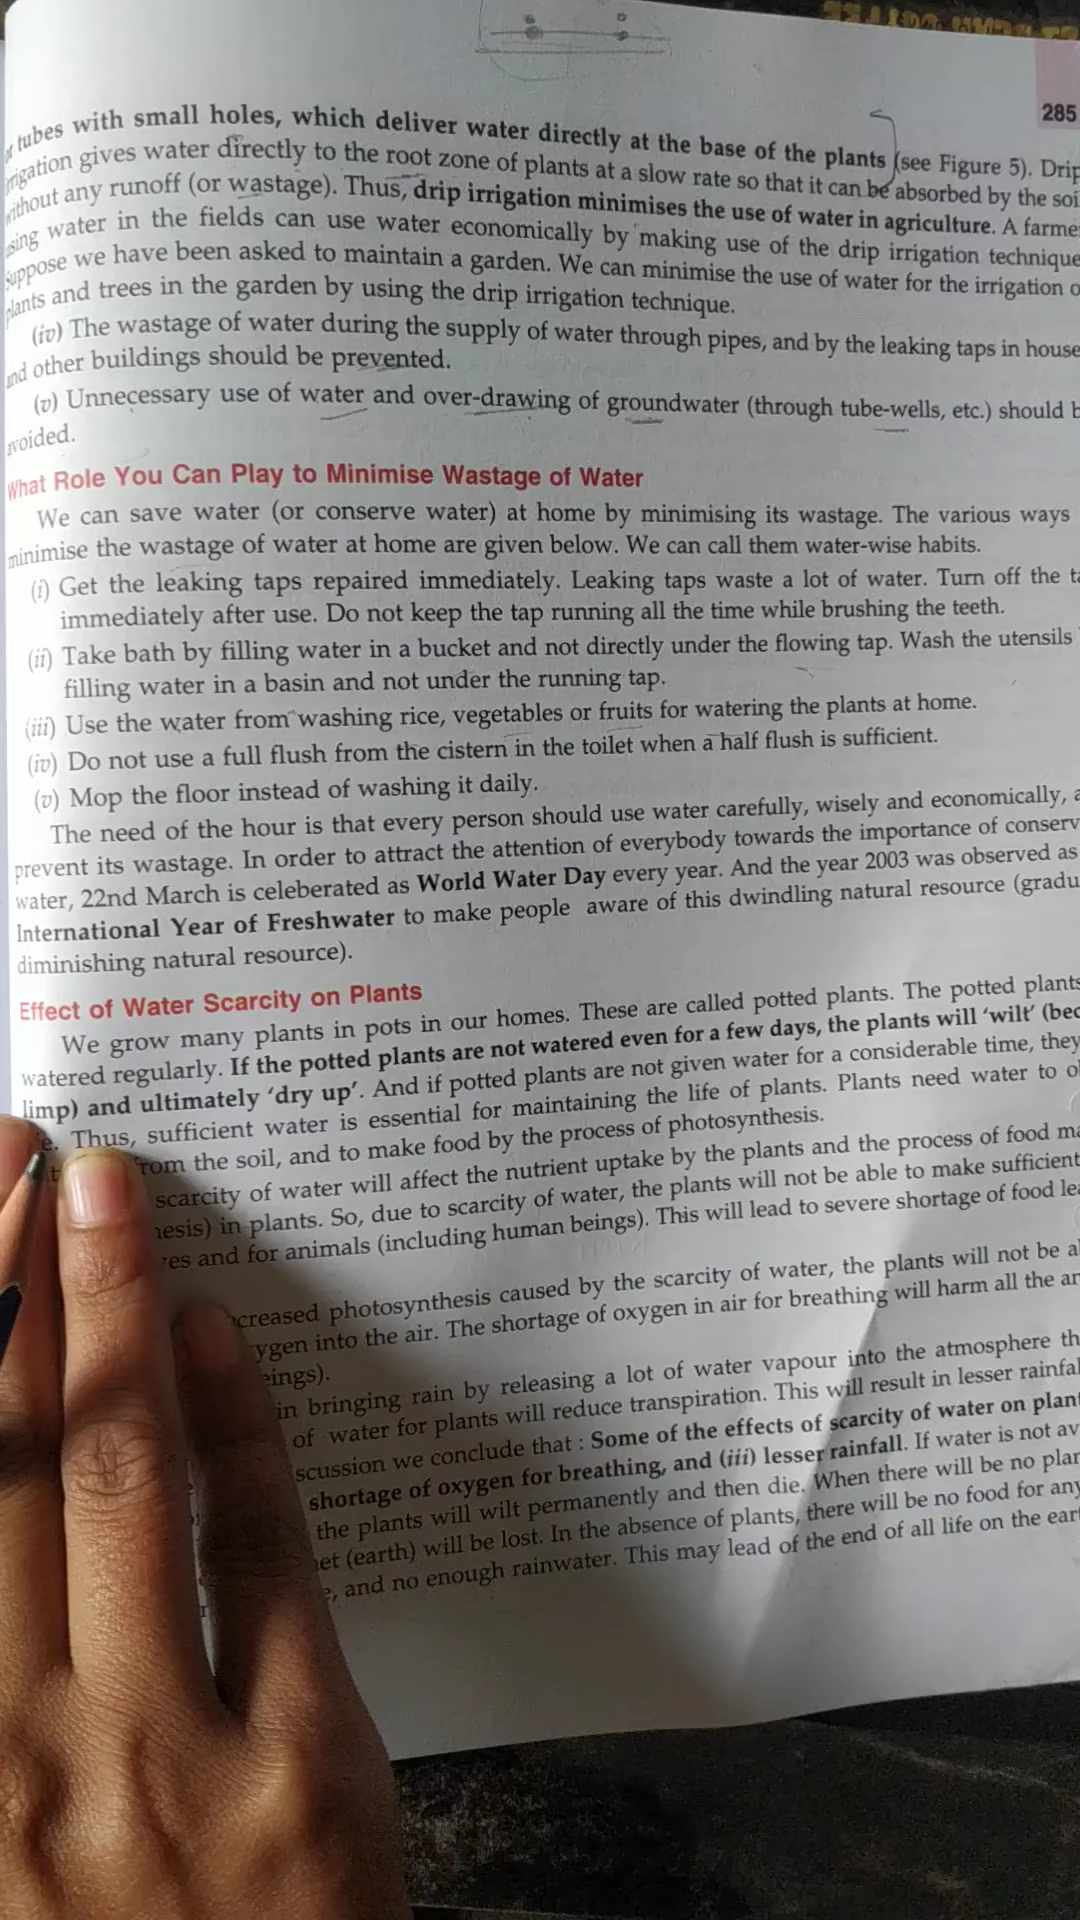 285
tubes with small holes, which deliver water directly at the base of the plants (see Figure 5). Drip
irrigation gives water directly to the root zone of plants at a slow rate so that it can be absorbed by the soi
without any runoff (or wastage). Thus, drip irrigation minimises the use of water in agriculture. A farme
using water in the fields can use water economically by making use of the drip irrigation technique
Suppose we have been asked to maintain a garden. We can minimise the use of water for the irrigation o
plants and trees in the garden by using the drip irrigation technique.
(iv) The wastage of water during the supply of water through pipes, and by the leaking taps in house
and other buildings should be prevented.
(v) Unnecessary use of water and over-drawing of groundwater (through tube-wells, etc.) should b
avoided.
What Role You Can Play to Minimise Wastage of Water
We can save water (or conserve water) at home by minimising its wastage. The various ways
minimise the wastage of water at home are given below. We can call them water-wise habits.
(i) Get the leaking taps repaired immediately. Leaking taps waste a lot of water. Turn off the ta
immediately after use. Do not keep the tap running all the time while brushing the teeth.
(ii) Take bath by filling water in a bucket and not directly under the flowing tap. Wash the utensils
filling water in a basin and not under the running tap.
(iii) Use the water from washing rice, vegetables or fruits for watering the plants at home.
(iv) Do not use a full flush from the cistern in the toilet when a half flush is sufficient.
(v) Mop the floor instead of washing it daily.
The need of the hour is that every person should use water carefully, wisely and economically, a
prevent its wastage. In order to attract the attention of everybody towards the importance of conserv
water, 22nd March is celeberated as World Water Day every year. And the year 2003 was observed as
International Year of Freshwater to make people aware of this dwindling natural resource (gradu
diminishing natural resource).
Effect of Water Scarcity on Plants
We grow many plants in pots in our homes. These are called potted plants. The potted plants
watered regularly. If the potted plants are not watered even for a few days, the plants will 'wilt' (bec
limp) and ultimately 'dry up'. And if potted plants are not given water for a considerable time, they
e. Thus, sufficient water is essential for maintaining the life of plants. Plants need water to o
rom the soil, and to make food by the process of photosynthesis.
scarcity of water will affect the nutrient uptake by the plants and the process of food ma
hesis) in plants. So, due to scarcity of water, the plants will not be able to make sufficient
es and for animals (including human beings). This will lead to severe shortage of food lea
creased photosynthesis caused by the scarcity of water, the plants will not be a
ygen into the air. The shortage of oxygen in air for breathing will harm all the an
eings).
in bringing rain by releasing a lot of water vapour into the atmosphere th
of water for plants will reduce transpiration. This will result in lesser rainfal
scussion we conclude that : Some of the effects of scarcity of water on plant
shortage of oxygen for breathing, and (iii) lesser rainfall. If water is not av
the plants will wilt permanently and then die. When there will be no plan
net (earth) will be lost. In the absence of plants, there will be no food for any
e, and no enough rainwater. This may lead of the end of all life on the eart